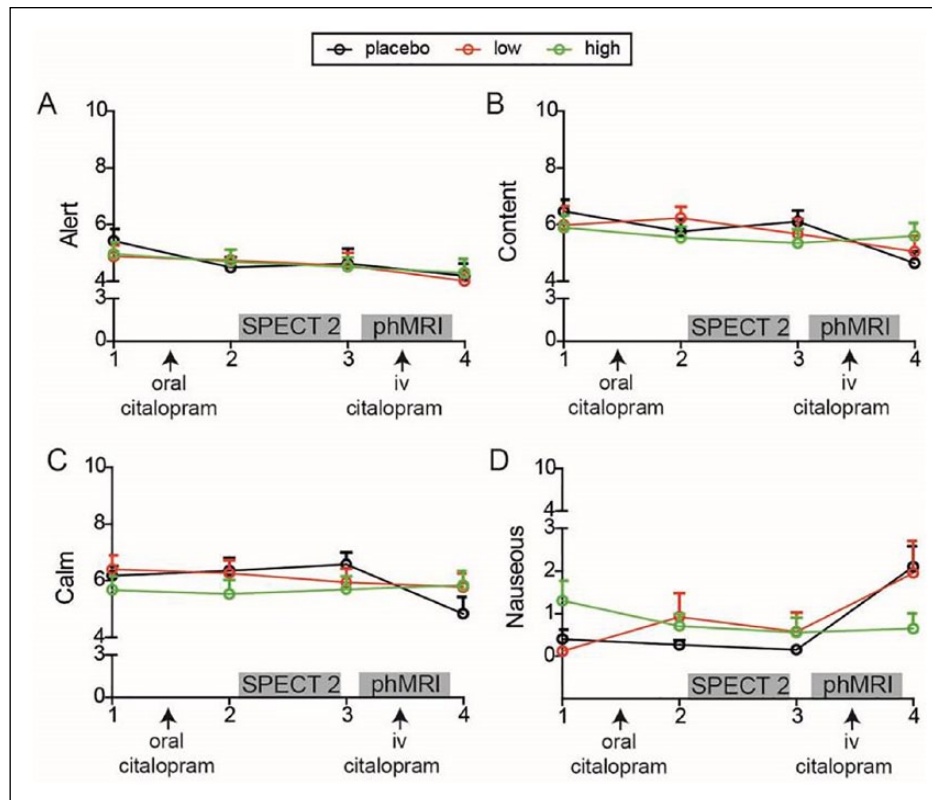 placebo low high
A
10
8
6
4
3
0
Alert
SPECT 2 phMRI
1 2 3 4
oral citalopram
iv citalopram
B
10
8
6
4
3
0
Content
SPECT 2 phMRI
1 2 3 4
oral citalopram
iv citalopram
C
10
8
6
4
3
0
Calm
SPECT 2 phMRI
1 2 3 4
oral citalopram
iv citalopram
D
10
4
3
2
1
0
Nauseous
SPECT 2 phMRI
1 2 3 4
oral citalopram
iv citalopram